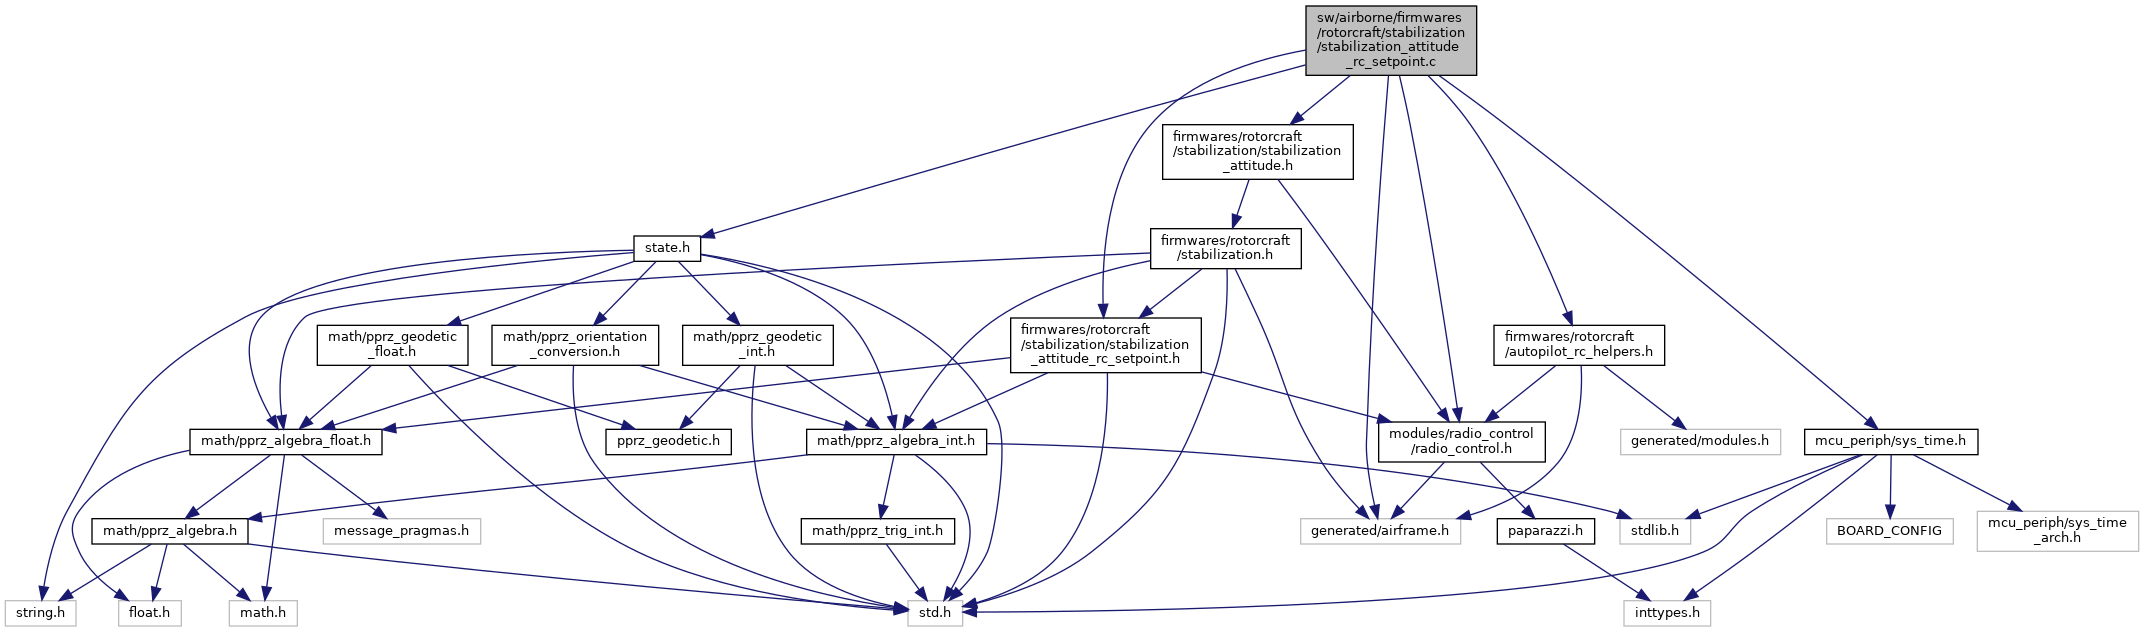 sw/airborne/firmwares
/rotorcraft/stabilization
/stabilization_attitude
_rc_setpoint.c
firmwares/rotorcraft
/stabilization/stabilization
_attitude.h
state.h
firmwares/rotorcraft
/stabilization.h
math/pprz_geodetic
_float.h
math/pprz_orientation
_conversion.h
math/pprz_geodetic
_int.h
firmwares/rotorcraft
/stabilization/stabilization
_attitude_rc_setpoint.h
firmwares/rotorcraft
/autopilot_rc_helpers.h
math/pprz_algebra_float.h
pprz_geodetic.h
math/pprz_algebra_int.h
modules/radio_control
/radio_control.h
generated/modules.h
mcu_periph/sys_time.h
math/pprz_algebra.h
message_pragmas.h
math/pprz_trig_int.h
generated/airframe.h
paparazzi.h
stdlib.h
BOARD_CONFIG
mcu_periph/sys_time
_arch.h
string.h
float.h
math.h
std.h
inttypes.h